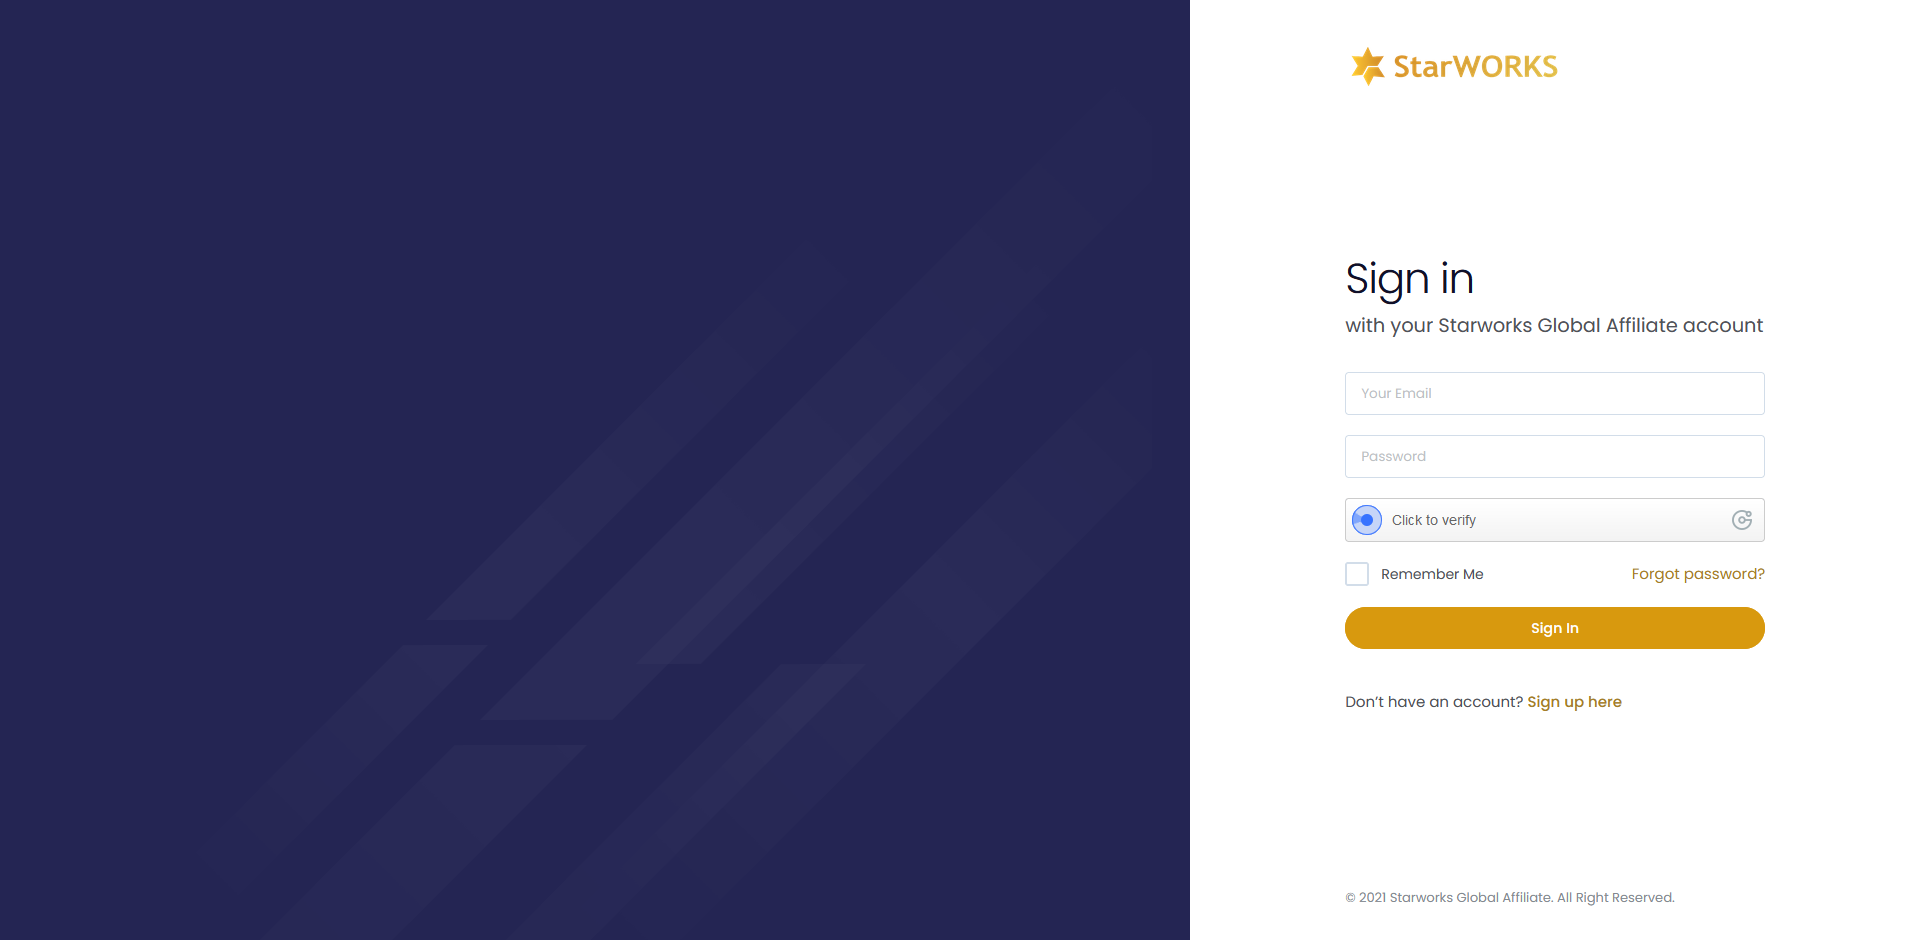 StarWORKS
Sign in
with your Starworks Global Affiliate account
Your Email
Password
Click to verify
Remember Me
Forgot password?
Sign In
Don't have an account? Sign up here
© 2021 Starworks Global Affiliate. All Right Reserved.